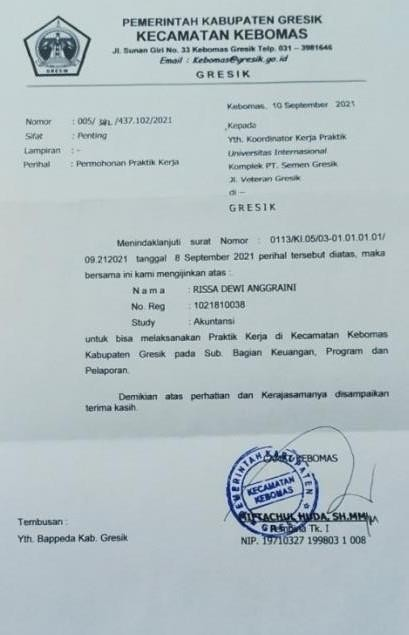 PEMERINTAH KABUPATEN GRESIK
KECAMATAN KEBOMAS
Jl. Sunan Giri No. 33 Kebomas Gresik Telp. 031 – 3981646
Email : Kebomas@gresik.go.id
G R E S I K
GRESIK
Kebomas, 10 September 2021
Nomor : 005/ /437.102/2021
Sifat : Penting
Lampiran : -
Perihal : Permohonan Praktik Kerja
Kepada
Yth. Koordinator Kerja Praktik
Universitas Internasional
Komplek PT. Semen Gresik
Jl. Veteran Gresik
di –
G R E S I K
Menindaklanjuti surat Nomor : 0113/KI.05/03-01.01.01.01/
09.212021 tanggal 8 September 2021 perihal tersebut diatas, maka
bersama ini kami mengijinkan atas :
N a m a : RISSA DEWI ANGGRAINI
No. Reg : 1021810038
Study : Akuntansi
untuk bisa melaksanakan Praktik Kerja di Kecamatan Kebomas
Kabupaten Gresik pada Sub. Bagian Keuangan, Program dan
Pelaporan.
Demikian atas perhatian dan Kerajasamanya disampaikan
terima kasih.
CAMAT KEBOMAS
PEMERINTAH KABUPATEN
KECAMATAN
KEBOMAS
GRESIK
MIFTACHUL HUDA, SH.MM
Pembina Tk. I
NIP. 19710327 199803 1 008
Tembusan :
Yth. Bappeda Kab. Gresik